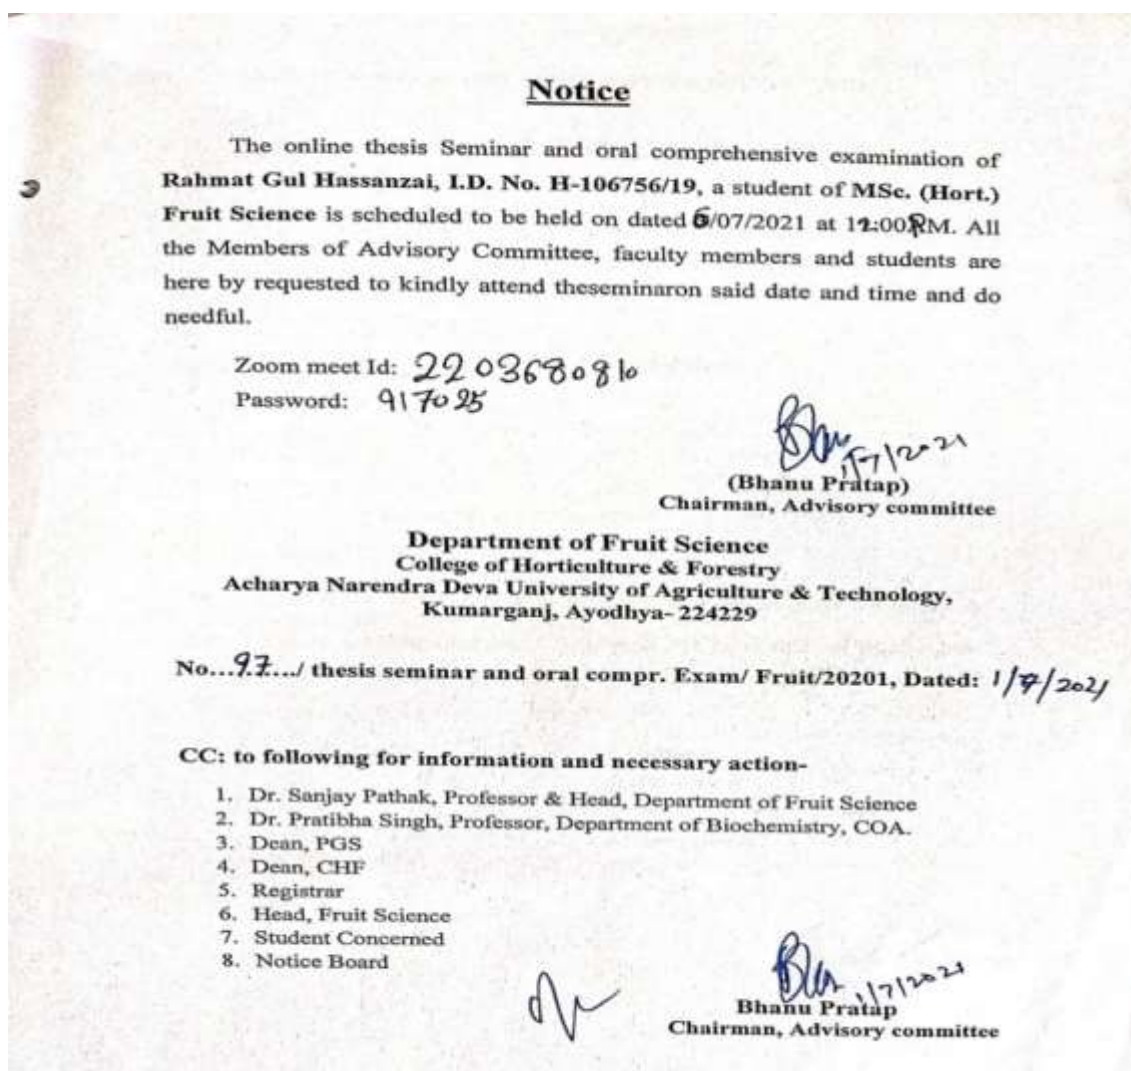 Notice
The online thesis Seminar and oral comprehensive examination of
Rahmat Gul Hassanzai, I.D. No. H-106756/19, a student of MSc. (Hort.)
Fruit Science is scheduled to be held on dated 6/07/2021 at 12:00PM. All
the Members of Advisory Committee, faculty members and students are
here by requested to kindly attend theseminaron said date and time and do
needful.
Zoom meet Id: 2203680810
Password: 917025
1/7/2021
(Bhanu Pratap)
Chairman, Advisory committee
Department of Fruit Science
College of Horticulture & Forestry
Acharya Narendra Deva University of Agriculture & Technology,
Kumarganj, Ayodhya- 224229
No...97.../ thesis seminar and oral compr. Exam/ Fruit/20201, Dated: 1/7/2021
CC: to following for information and necessary action-
1. Dr. Sanjay Pathak, Professor & Head, Department of Fruit Science
2. Dr. Pratibha Singh, Professor, Department of Biochemistry, COA.
3. Dean, PGS
4. Dean, CHF
5. Registrar
6. Head, Fruit Science
7. Student Concerned
8. Notice Board
1/7/2021
Bhanu Pratap
Chairman, Advisory committee